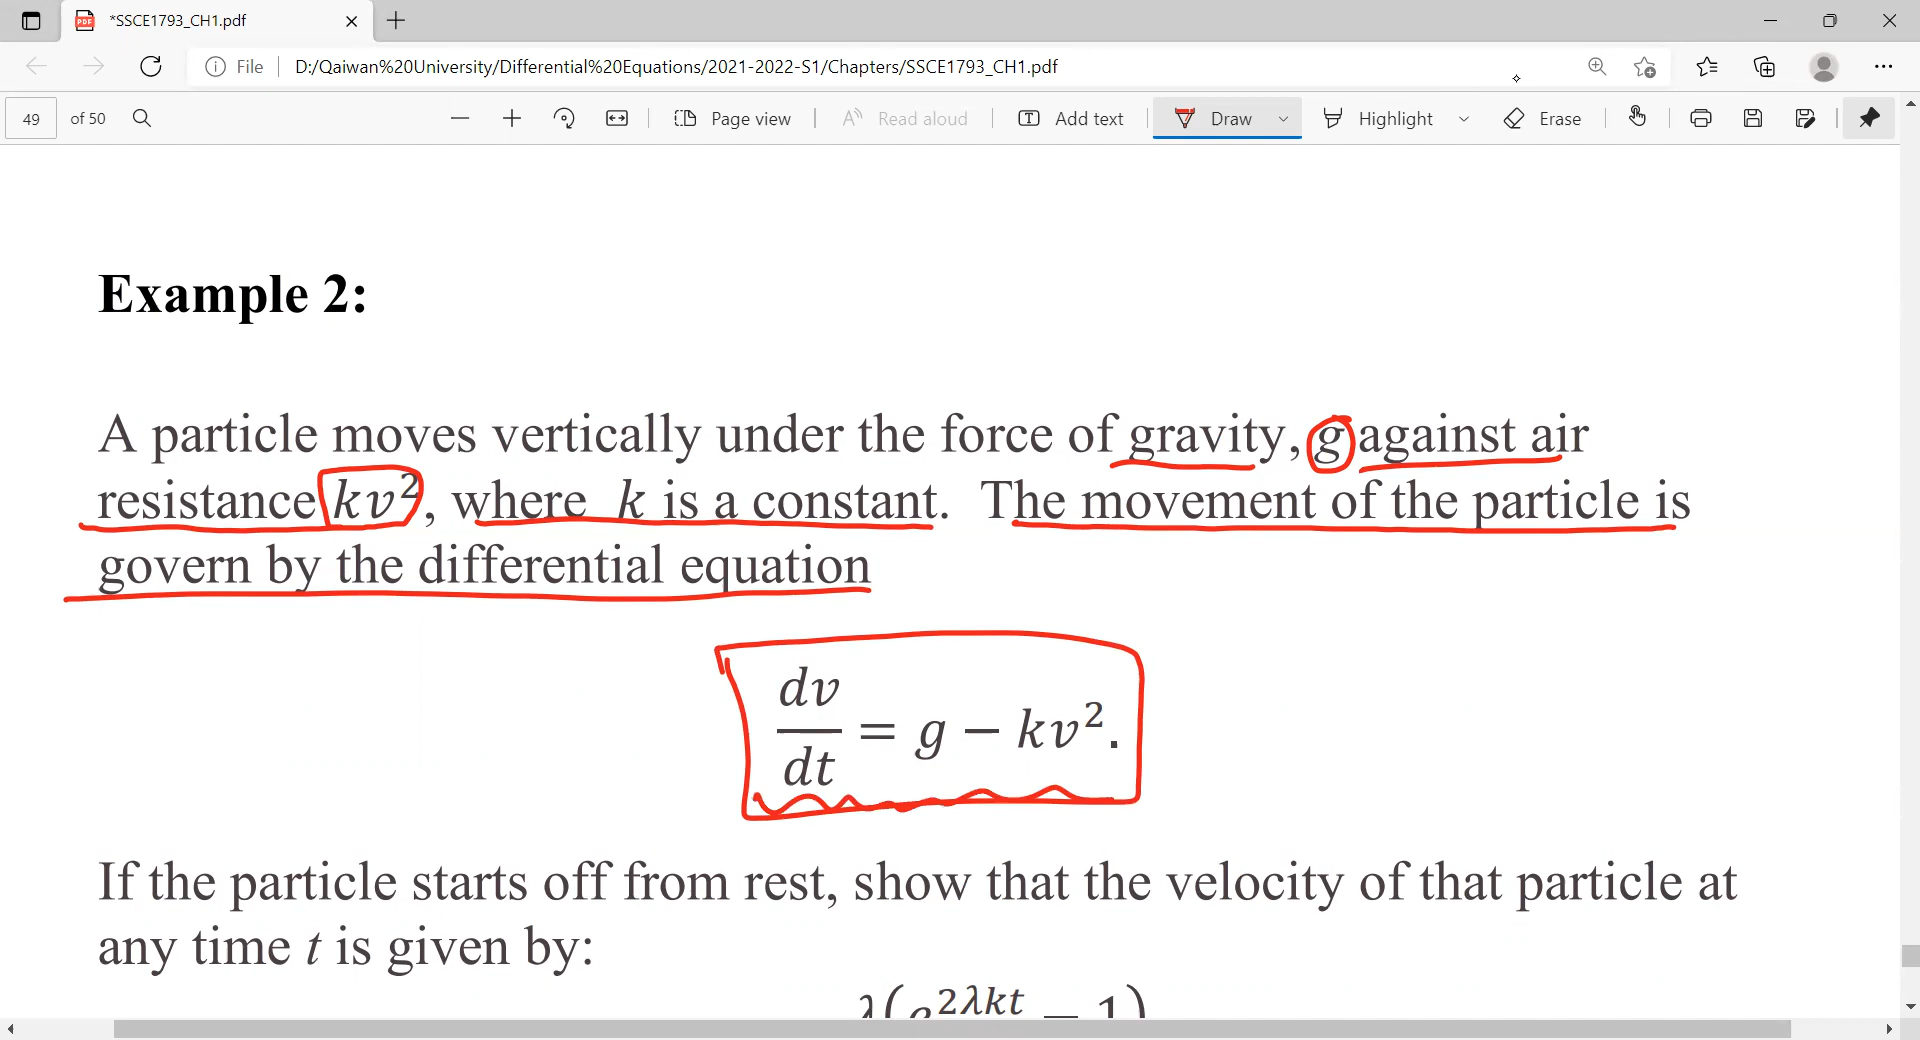 *SSCE1793_CH1.pdf
File D:/Qaiwan%20University/Differential%20Equations/2021-2022-S1/Chapters/SSCE1793_CH1.pdf
49 of 50 Page view Read aloud Add text Draw Highlight Erase
Example 2:
A particle moves vertically under the force of gravity, g against air
resistance kv², where k is a constant. The movement of the particle is
govern by the differential equation
dv/dt = g − kv².
If the particle starts off from rest, show that the velocity of that particle at
any time t is given by:
λ(e^{2λkt} − 1)